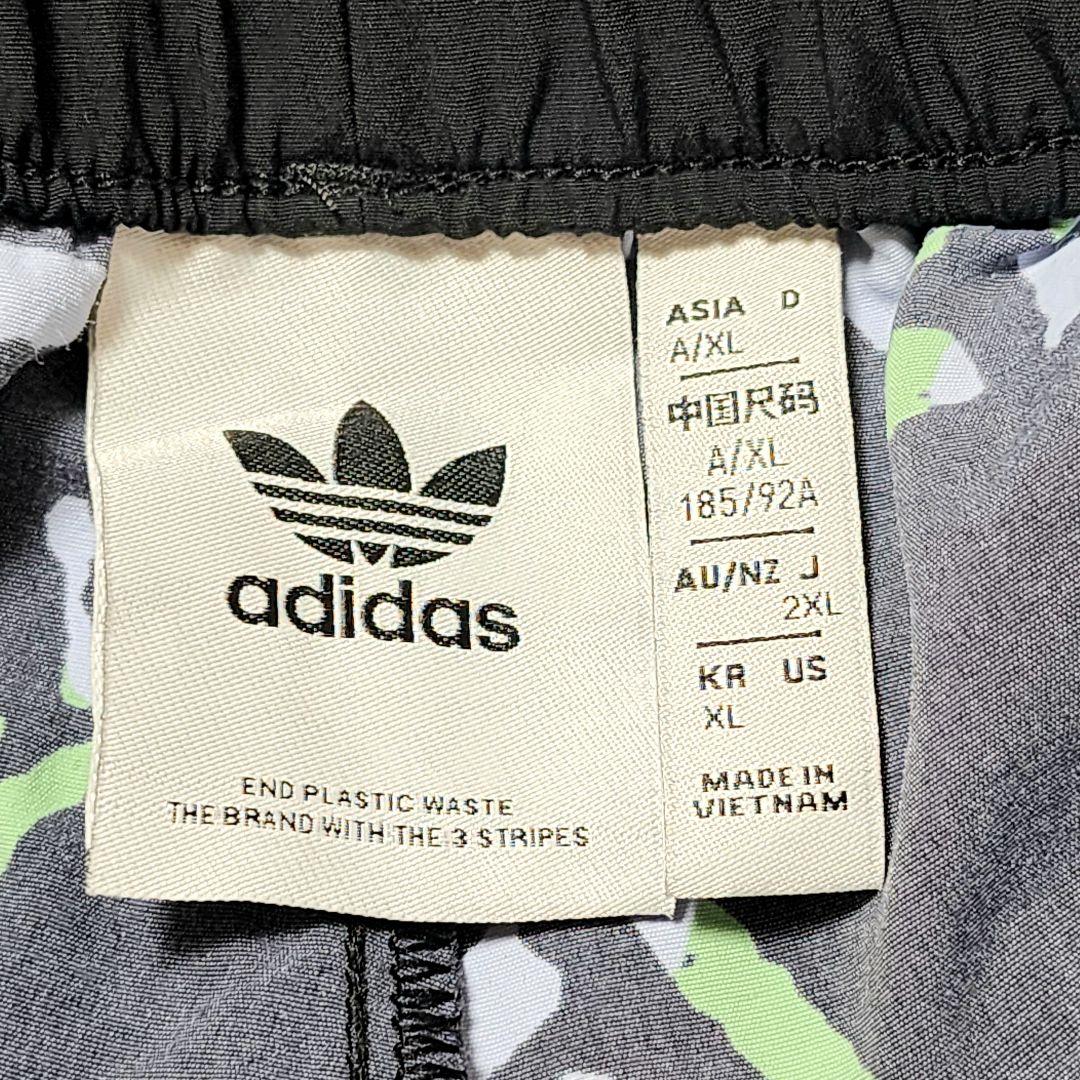 adidas
END PLASTIC WASTE
THE BRAND WITH THE 3 STRIPES
ASIA D
A/XL
中国尺码
A/XL
185/92A
AU/NZ J
2XL
KR US
XL
MADE IN
VIETNAM